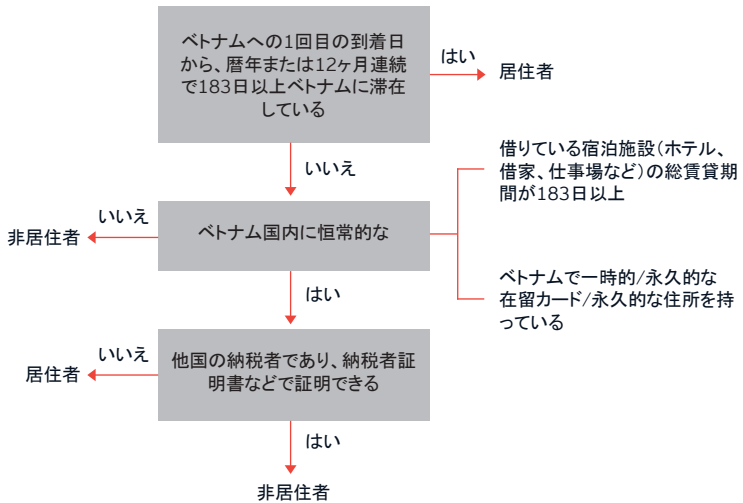 ベトナムへの1回目の到着日
から、暦年または12ヶ月連続
で183日以上ベトナムに滞在
している
はい
居住者
いいえ
借りている宿泊施設(ホテル、
借家、仕事場など)の総賃貸期
間が183日以上
いいえ
非居住者
ベトナム国内に恒常的な
はい
ベトナムで一時的/永久的な
在留カード/永久的な住所を持
っている
いいえ
居住者
他国の納税者であり、納税者証
明書などで証明できる
はい
非居住者